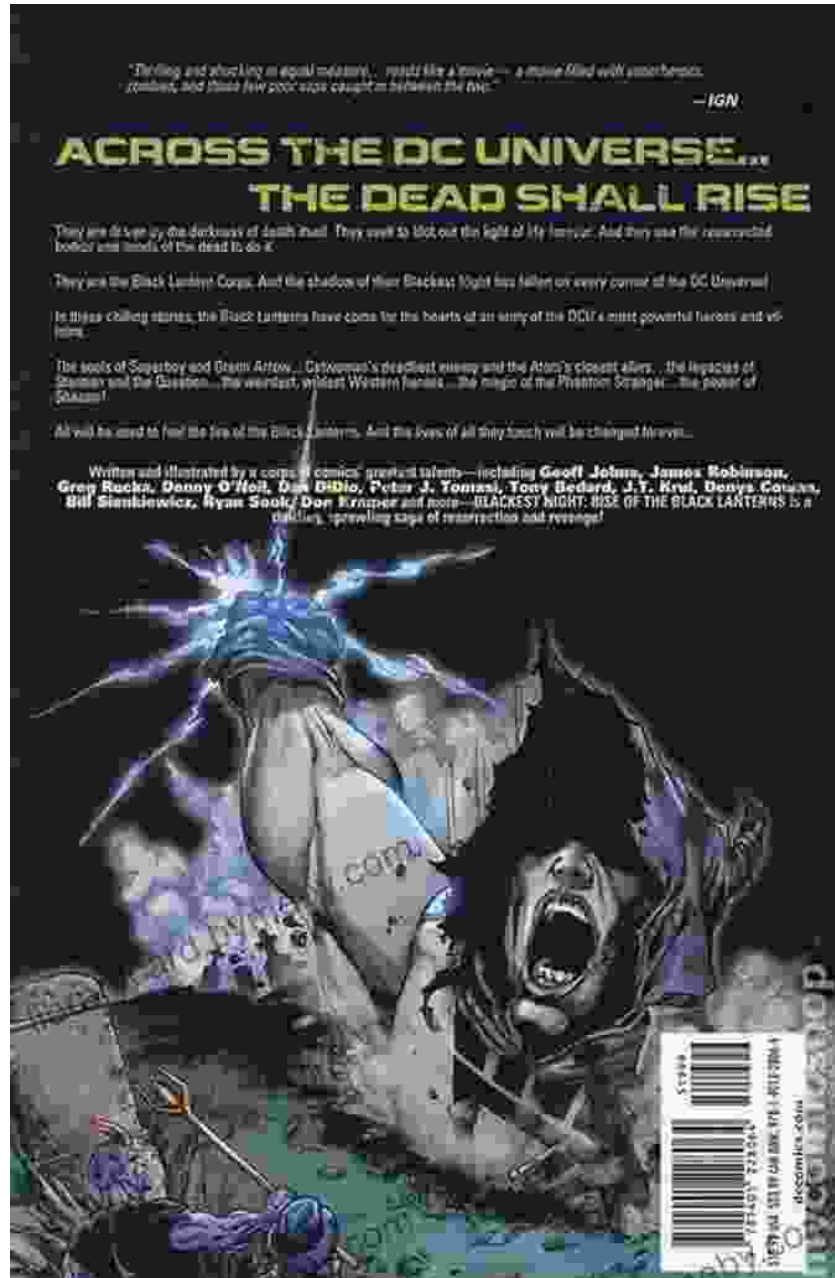 "Thrilling and shocking in equal measure... reads like a movie — a movie filled with superheroes,
zombies, and those few poor saps caught in between the two."
—IGN
ACROSS THE DC UNIVERSE...
THE DEAD SHALL RISE
They are driven by the darkness of death itself. They seek to blot out the light of life forever. And they use the resurrected
bodies and minds of the dead to do it.
They are the Black Lantern Corps. And the shadow of their Blackest Night has fallen on every corner of the DC Universe!
In these chilling stories, the Black Lanterns have come for the hearts of an army of the DCU's most powerful heroes and vil-
lains.
The souls of Superboy and Green Arrow... Catwoman's deadliest enemy and the Atom's closest allies... the legacies of
Starman and the Question... the weirdest, wildest Western heroes... the magic of the Phantom Stranger... the power of
Shazam!
All will be used to fuel the fire of the Black Lanterns. And the lives of all they touch will be changed forever...
Written and illustrated by a corps of comics' greatest talents—including Geoff Johns, James Robinson,
Greg Rucka, Denny O'Neil, Dan DiDio, Peter J. Tomasi, Tony Bedard, J.T. Krul, Denys Cowan,
Bill Sienkiewicz, Ryan Sook, Don Kramer and more—BLACKEST NIGHT: RISE OF THE BLACK LANTERNS is a
sprawling saga of resurrection and revenge!
dccomics.com
mycomicshop